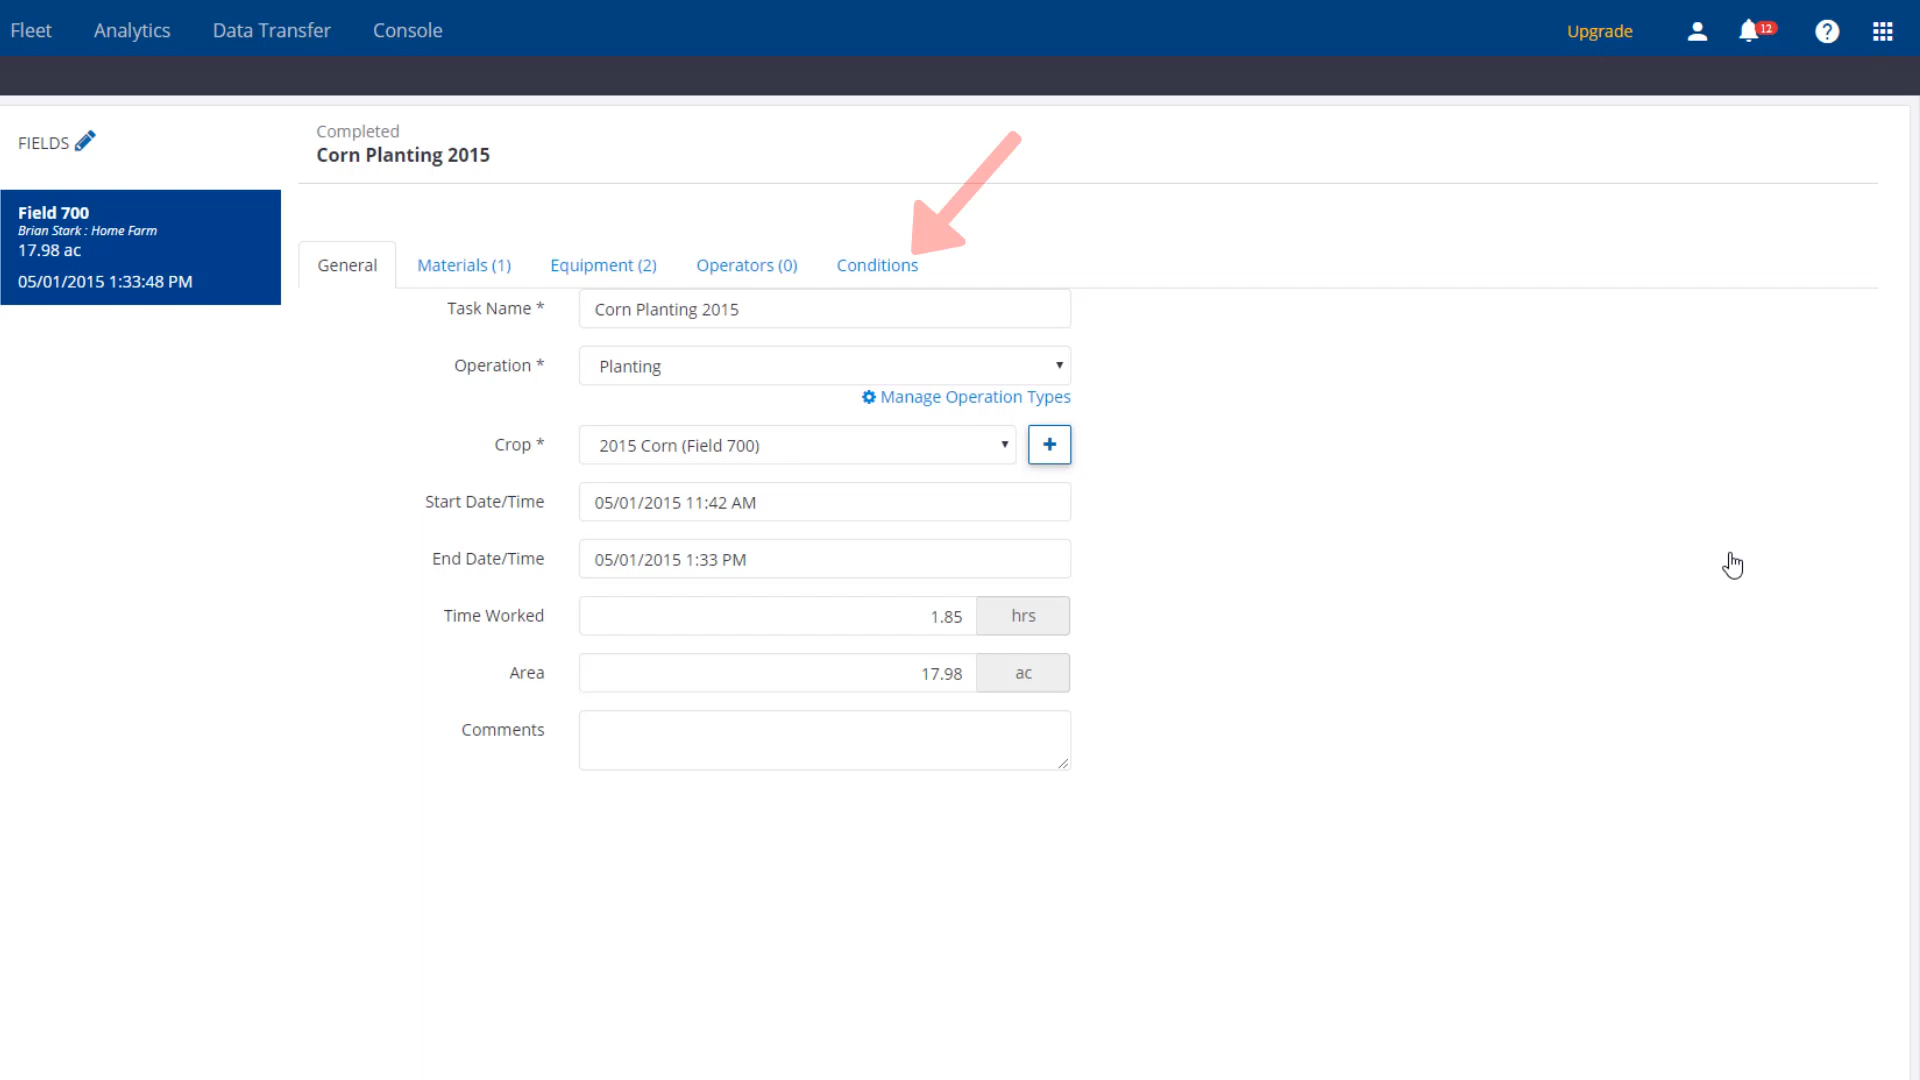 Fleet Analytics Data Transfer Console Upgrade 12 ?
FIELDS
Field 700
Brian Stark : Home Farm
17.98 ac
05/01/2015 1:33:48 PM
Completed
Corn Planting 2015
General Materials (1) Equipment (2) Operators (0) Conditions
Task Name * Corn Planting 2015
Operation * Planting
Manage Operation Types
Crop * 2015 Corn (Field 700) +
Start Date/Time 05/01/2015 11:42 AM
End Date/Time 05/01/2015 1:33 PM
Time Worked 1.85 hrs
Area 17.98 ac
Comments